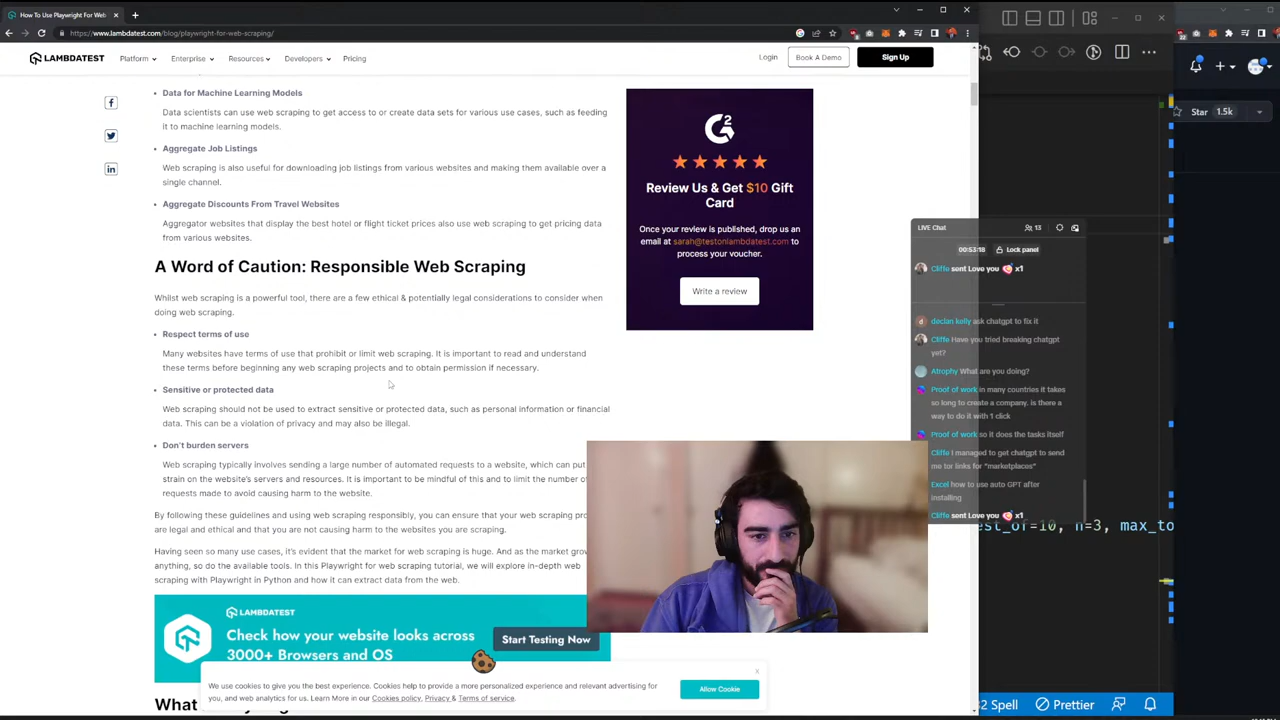 How To Use Playwright For Web
https://www.lambdatest.com/blog/playwright-for-web-scraping/
LAMBDATEST
Platform
Enterprise
Resources
Developers
Pricing
Login
Book A Demo
Sign Up
Star 1.5k
Data for Machine Learning Models
Data scientists can use web scraping to get access to or create data sets for various use cases, such as feeding
it to machine learning models.
Aggregate Job Listings
Web scraping is also useful for downloading job listings from various websites and making them available over a
single channel.
Aggregate Discounts From Travel Websites
Aggregator websites that display the best hotel or flight ticket prices also use web scraping to get pricing data
from various websites.
A Word of Caution: Responsible Web Scraping
Whilst web scraping is a powerful tool, there are a few ethical & potentially legal considerations to consider when
doing web scraping.
Respect terms of use
Many websites have terms of use that prohibit or limit web scraping. It is important to read and understand
these terms before beginning any web scraping projects and to obtain permission if necessary.
Sensitive or protected data
Web scraping should not be used to extract sensitive or protected data, such as personal information or financial
data. This can be a violation of privacy and may also be illegal.
Don't burden servers
Web scraping typically involves sending a large number of automated requests to a website, which can put
strain on the website's servers and resources. It is important to be mindful of this and to limit the number of
requests made to avoid causing harm to the website.
By following these guidelines and using web scraping responsibly, you can ensure that your web scraping pro
are legal and ethical and that you are not causing harm to the websites you are scraping.
Having seen so many use cases, it's evident that the market for web scraping is huge. And as the market grow
anything, so do the available tools. In this Playwright for web scraping tutorial, we will explore in-depth web
scraping with Playwright in Python and how it can extract data from the web.
LAMBDATEST
Check how your website looks across
3000+ Browsers and OS
Start Testing Now
We use cookies to give you the best experience. Cookies help to provide a more personalized experience and relevant advertising for
you, and web analytics for us. Learn More in our Cookies policy, Privacy & Terms of service.
Allow Cookie
What
G2
Review Us & Get $10 Gift
Card
Once your review is published, drop us an
email at sarah@testonlambdatest.com to
process your voucher.
Write a review
LIVE Chat
13
00:53:18
Lock panel
Cliffe sent Love you x1
declan kelly ask chatgpt to fix it
Cliffe Have you tried breaking chatgpt
yet?
Atrophy What are you doing?
Proof of work in many countries it takes
so long to create a company. is there a
way to do it with 1 click
Proof of work so it does the tasks itself
Cliffe I managed to get chatgpt to send
me tor links for "marketplaces"
Excel how to use auto GPT after
installing
Cliffe sent Love you x1
est_of=10, n=3, max_to
Spell
Prettier